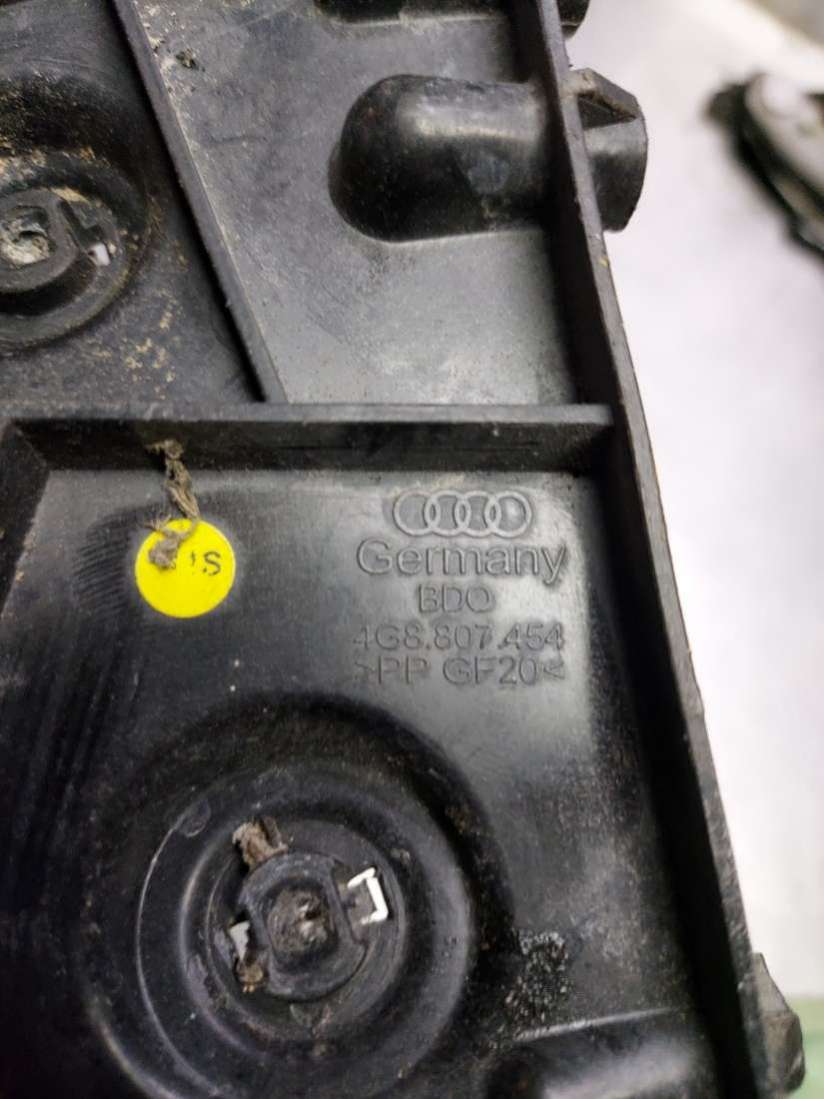 Germany
BDO
4G8.807.454
>PP GF20<